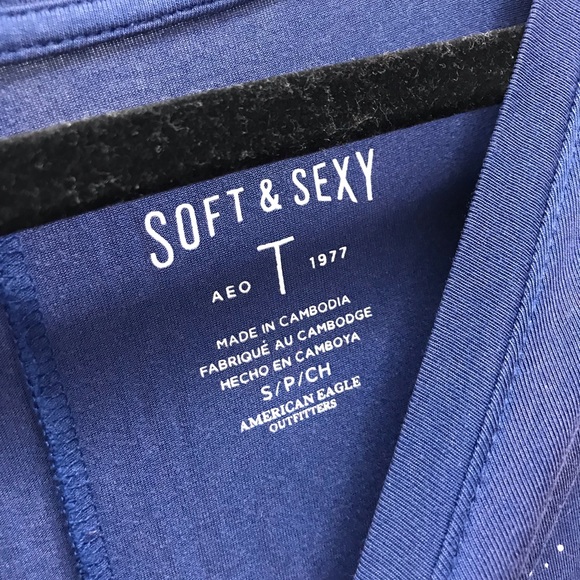 SOFT & SEXY
AEO T 1977
MADE IN CAMBODIA
FABRIQUÉ AU CAMBODGE
HECHO EN CAMBOYA
S/P/CH
AMERICAN EAGLE
OUTFITTERS